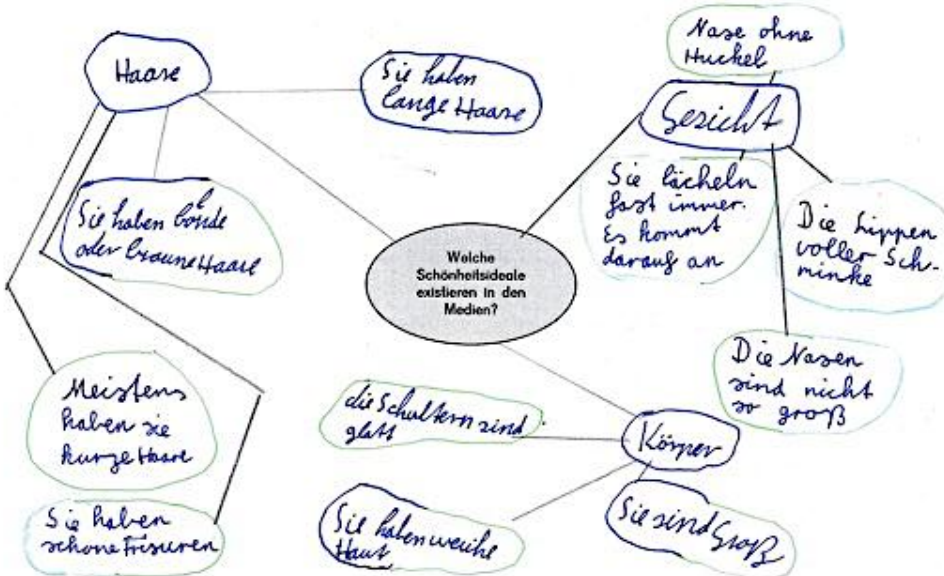 Nase ohne
Huckel
Haare
Sie haben
lange Haare
Gesicht
Sie lächeln
fast immer.
Es kommt
darauf an
Die Lippen
voller Sch-
minke
Sie haben blonde
oder braune Haare
Welche
Schönheitsideale
existieren in den
Medien?
Die Nasen
sind nicht
so groß
Meistens
haben sie
kurze Haare
die Schultern sind
glatt
Körper
Sie haben
schöne Frisuren
Sie haben weiche
Haut
Sie sind Groß